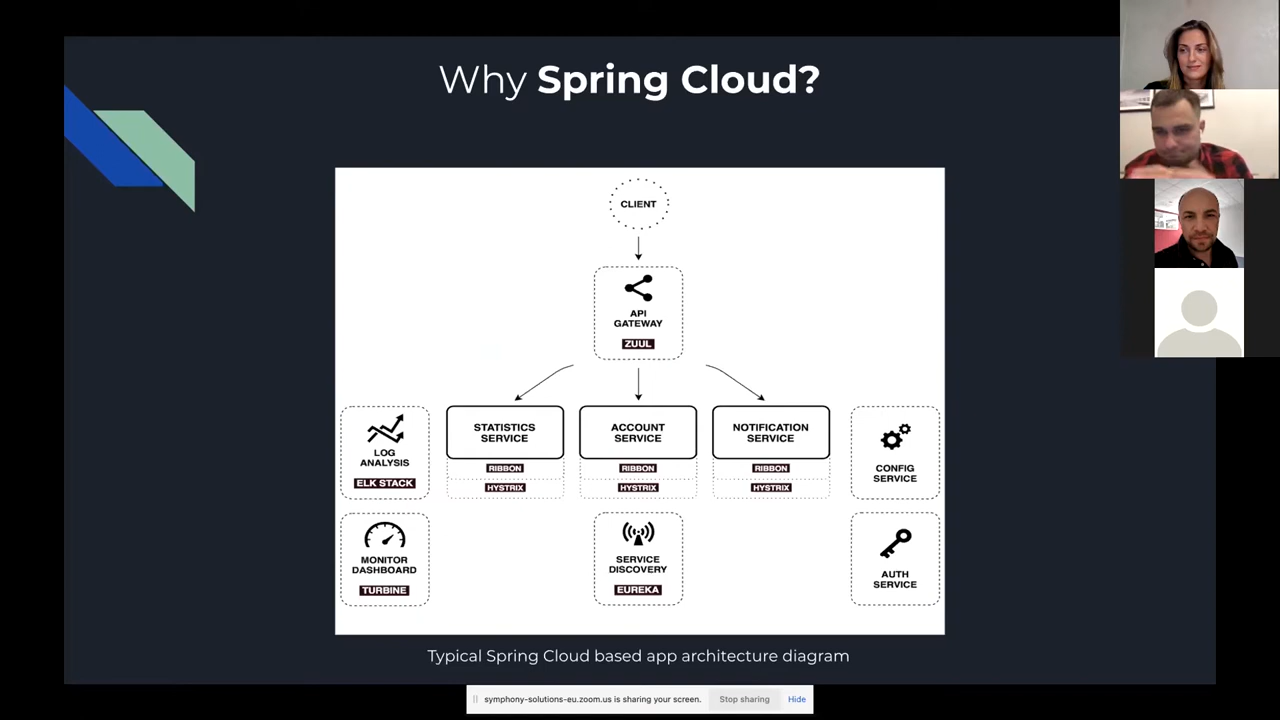 Why Spring Cloud?
CLIENT
API
GATEWAY
ZUUL
LOG
ANALYSIS
ELK STACK
STATISTICS
SERVICE
RIBBON
HYSTRIX
ACCOUNT
SERVICE
RIBBON
HYSTRIX
NOTIFICATION
SERVICE
RIBBON
HYSTRIX
CONFIG
SERVICE
MONITOR
DASHBOARD
TURBINE
SERVICE
DISCOVERY
EUREKA
AUTH
SERVICE
Typical Spring Cloud based app architecture diagram
symphony-solutions-eu.zoom.us is sharing your screen. Stop sharing Hide